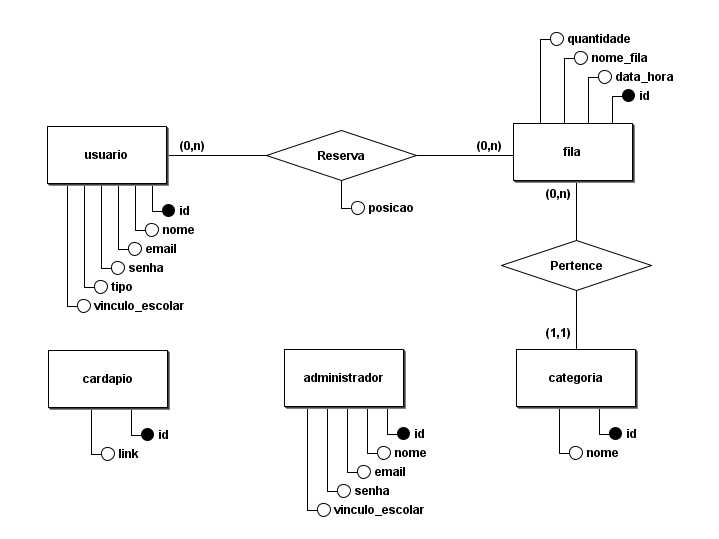 quantidade
nome_fila
data_hora
id
usuario
(0,n)
Reserva
(0,n)
fila
posicao
(0,n)
id
nome
email
senha
tipo
vinculo_escolar
Pertence
(1,1)
cardapio
administrador
categoria
id
link
id
nome
email
senha
vinculo_escolar
id
nome